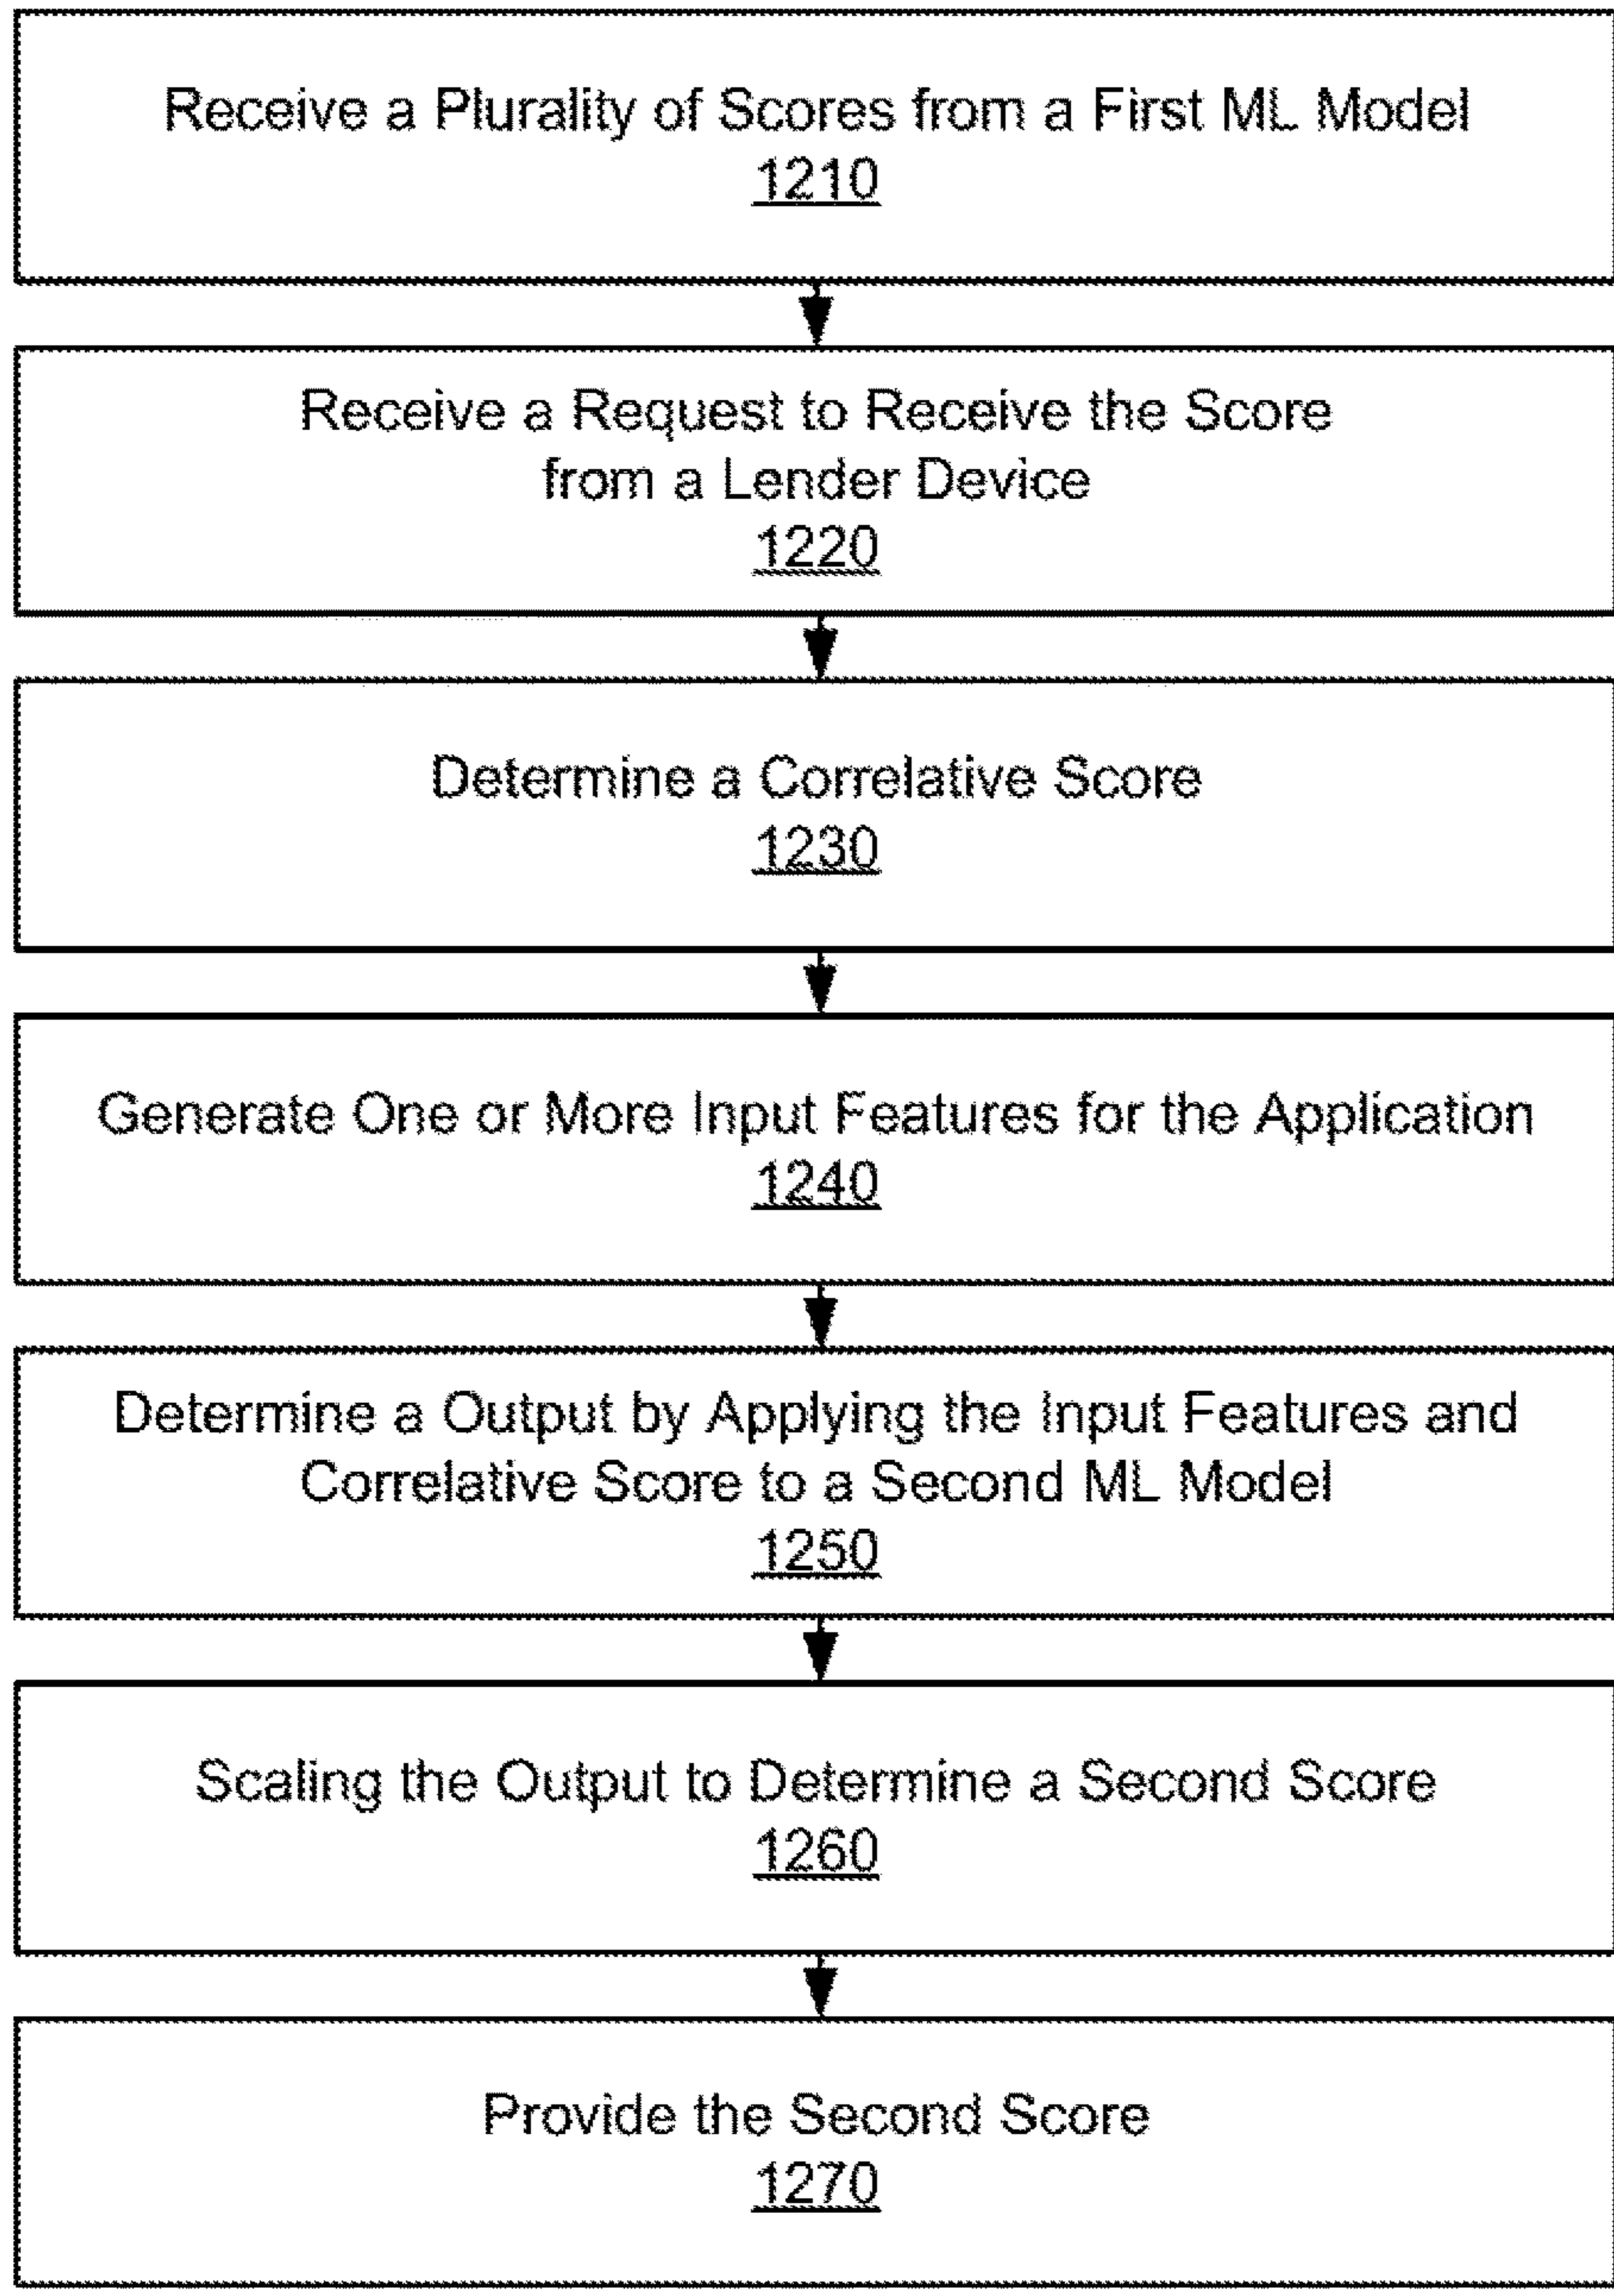 Receive a Plurality of Scores from a First ML Model
1210
Receive a Request to Receive the Score
from a Lender Device
1220
Determine a Correlative Score
1230
Generate One or More Input Features for the Application
1240
Determine a Output by Applying the Input Features and
Correlative Score to a Second ML Model
1250
Scaling the Output to Determine a Second Score
1260
Provide the Second Score
1270